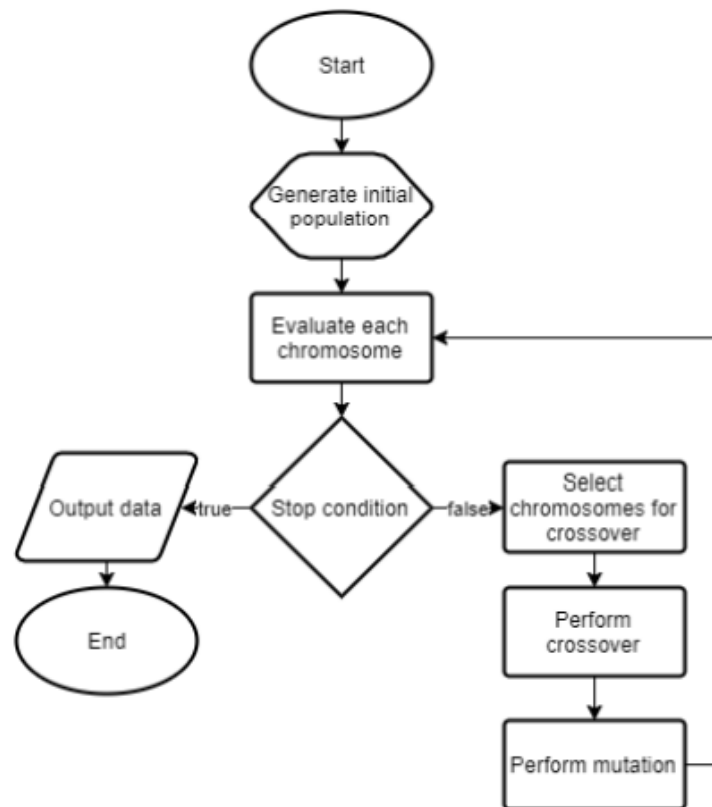 Start
Generate initial
population
Evaluate each
chromosome
Stop condition
true
false
Output data
End
Select
chromosomes for
crossover
Perform
crossover
Perform mutation